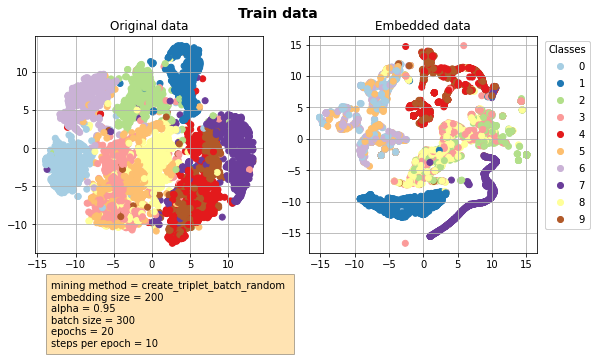 Train data
Original data
10
5
0
−5
−10
−15 −10 −5 0 5 10
Embedded data
15
10
5
0
−5
−10
−15
−15 −10 −5 0 5 10 15
Classes
0
1
2
3
4
5
6
7
8
9
mining method = create_triplet_batch_random
embedding size = 200
alpha = 0.95
batch size = 300
epochs = 20
steps per epoch = 10